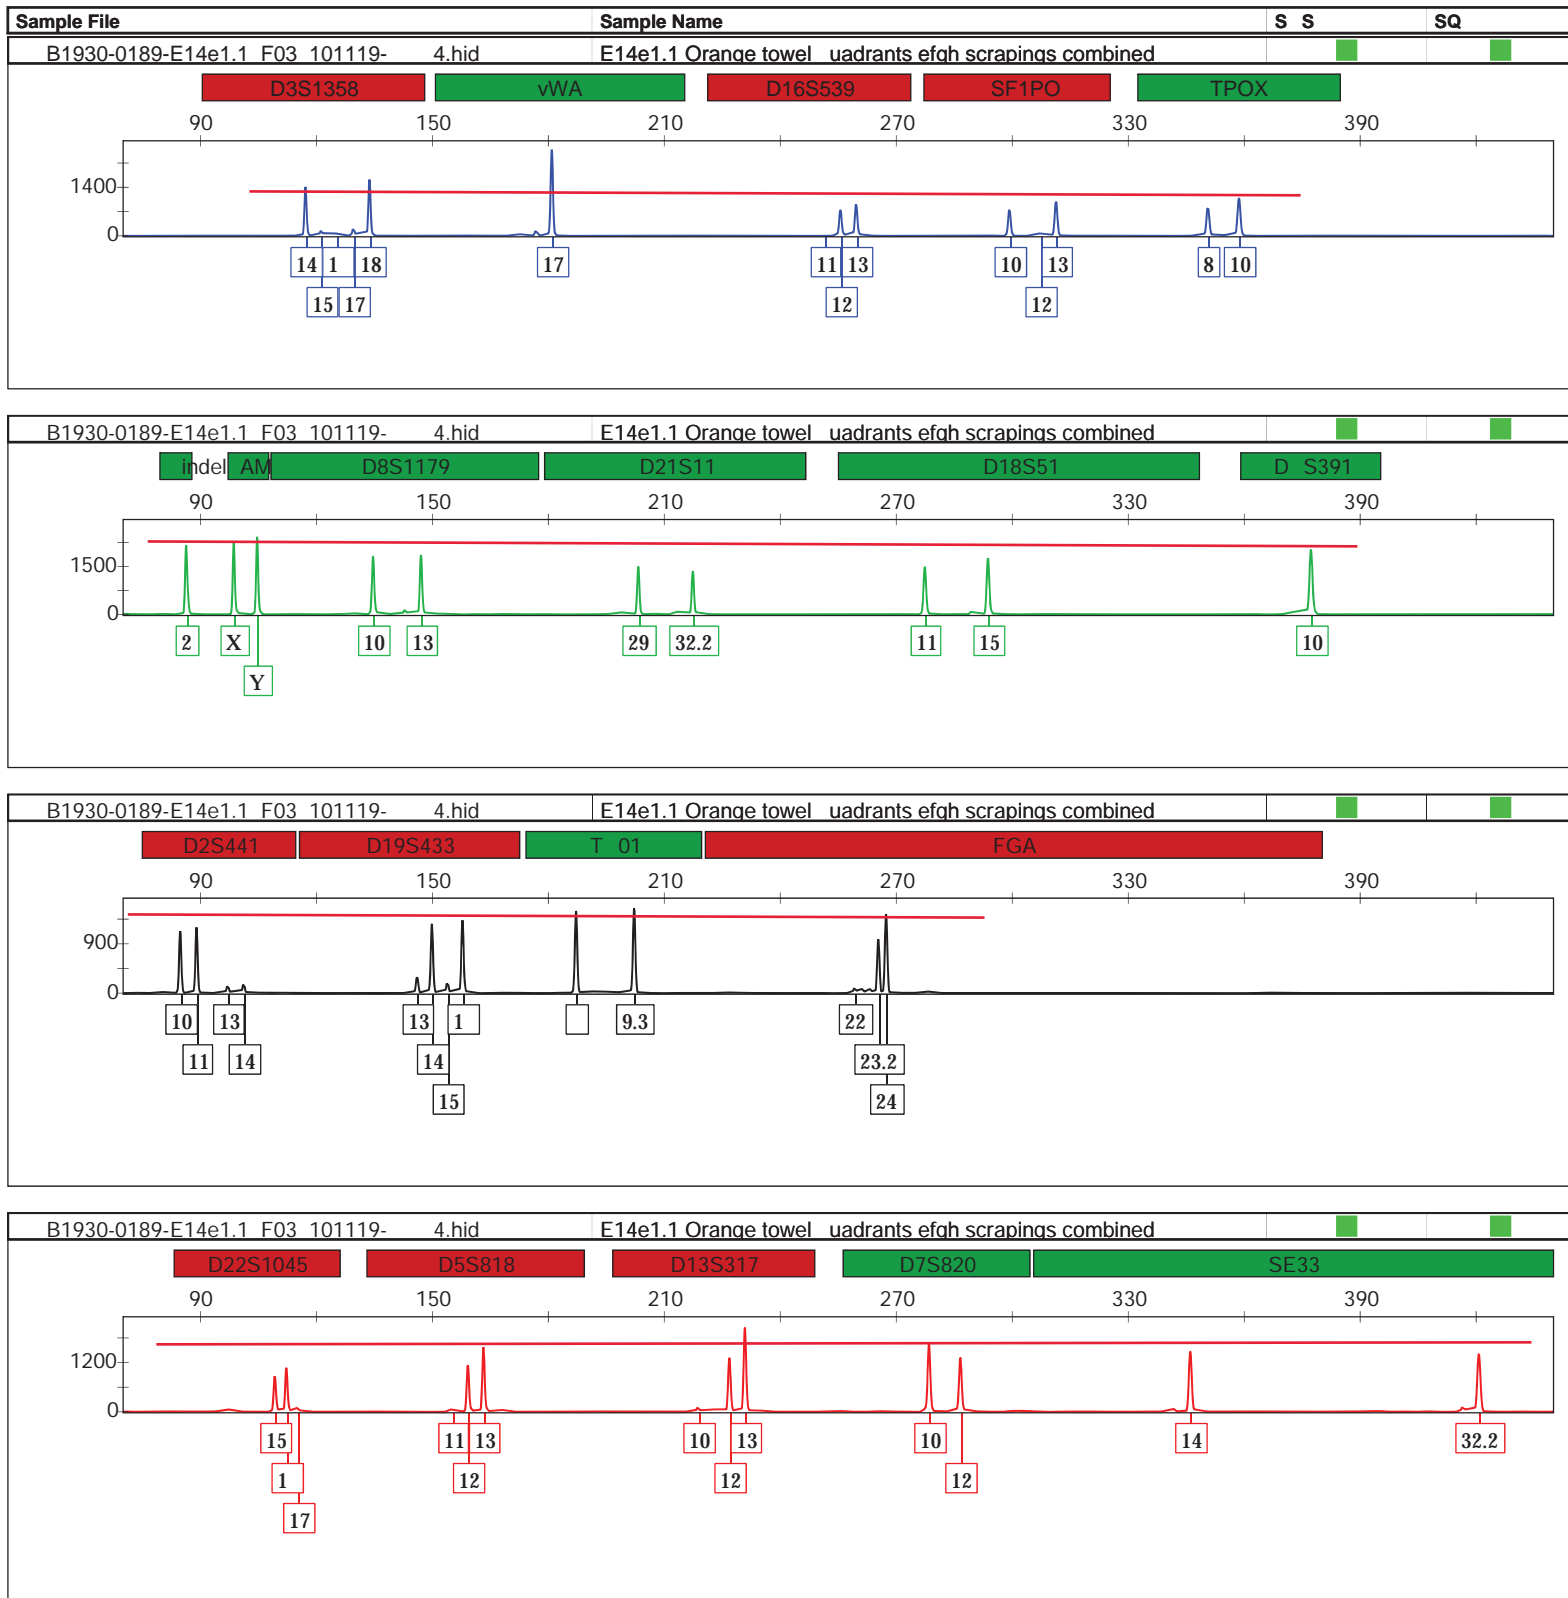 Sample File Sample Name S S SQ
B1930-0189-E14e1.1 F03 101119- 4.hid E14e1.1 Orange towel uadrants efgh scrapings combined
D3S1358 vWA D16S539 SF1PO TPOX
90 150 210 270 330 390
1400
0
14 1 18 17 11 13 10 13 8 10
15 17 12 12
B1930-0189-E14e1.1 F03 101119- 4.hid E14e1.1 Orange towel uadrants efgh scrapings combined
indel AM D8S1179 D21S11 D18S51 D S391
90 150 210 270 330 390
1500
0
2 X 10 13 29 32.2 11 15 10
Y
B1930-0189-E14e1.1 F03 101119- 4.hid E14e1.1 Orange towel uadrants efgh scrapings combined
D2S441 D19S433 T 01 FGA
90 150 210 270 330 390
900
0
10 13 13 1 9.3 22
11 14 14 23.2
15 24
B1930-0189-E14e1.1 F03 101119- 4.hid E14e1.1 Orange towel uadrants efgh scrapings combined
D22S1045 D5S818 D13S317 D7S820 SE33
90 150 210 270 330 390
1200
0
15 11 13 10 13 10 14 32.2
1 12 12 12
17